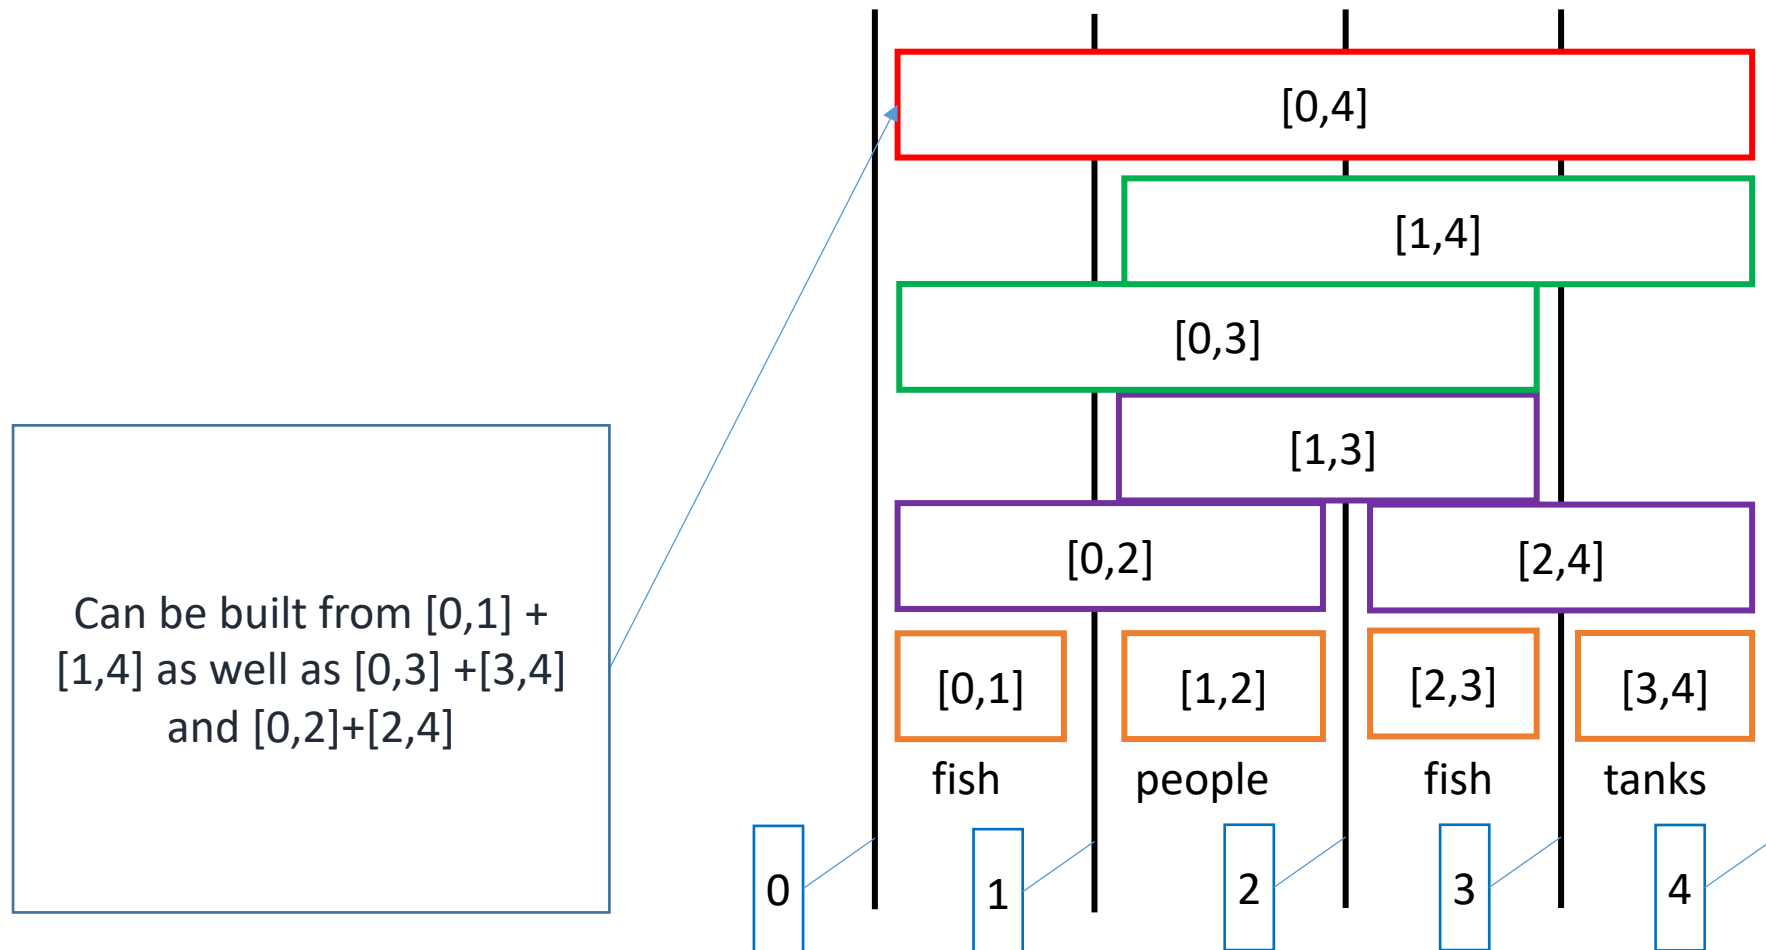 [0,4]
[1,4]
[0,3]
[1,3]
[0,2]
[2,4]
Can be built from [0,1] +
[1,4] as well as [0,3] +[3,4]
and [0,2]+[2,4]
[0,1]
[1,2]
[2,3]
[3,4]
fish
people
fish
tanks
0
1
2
3
4